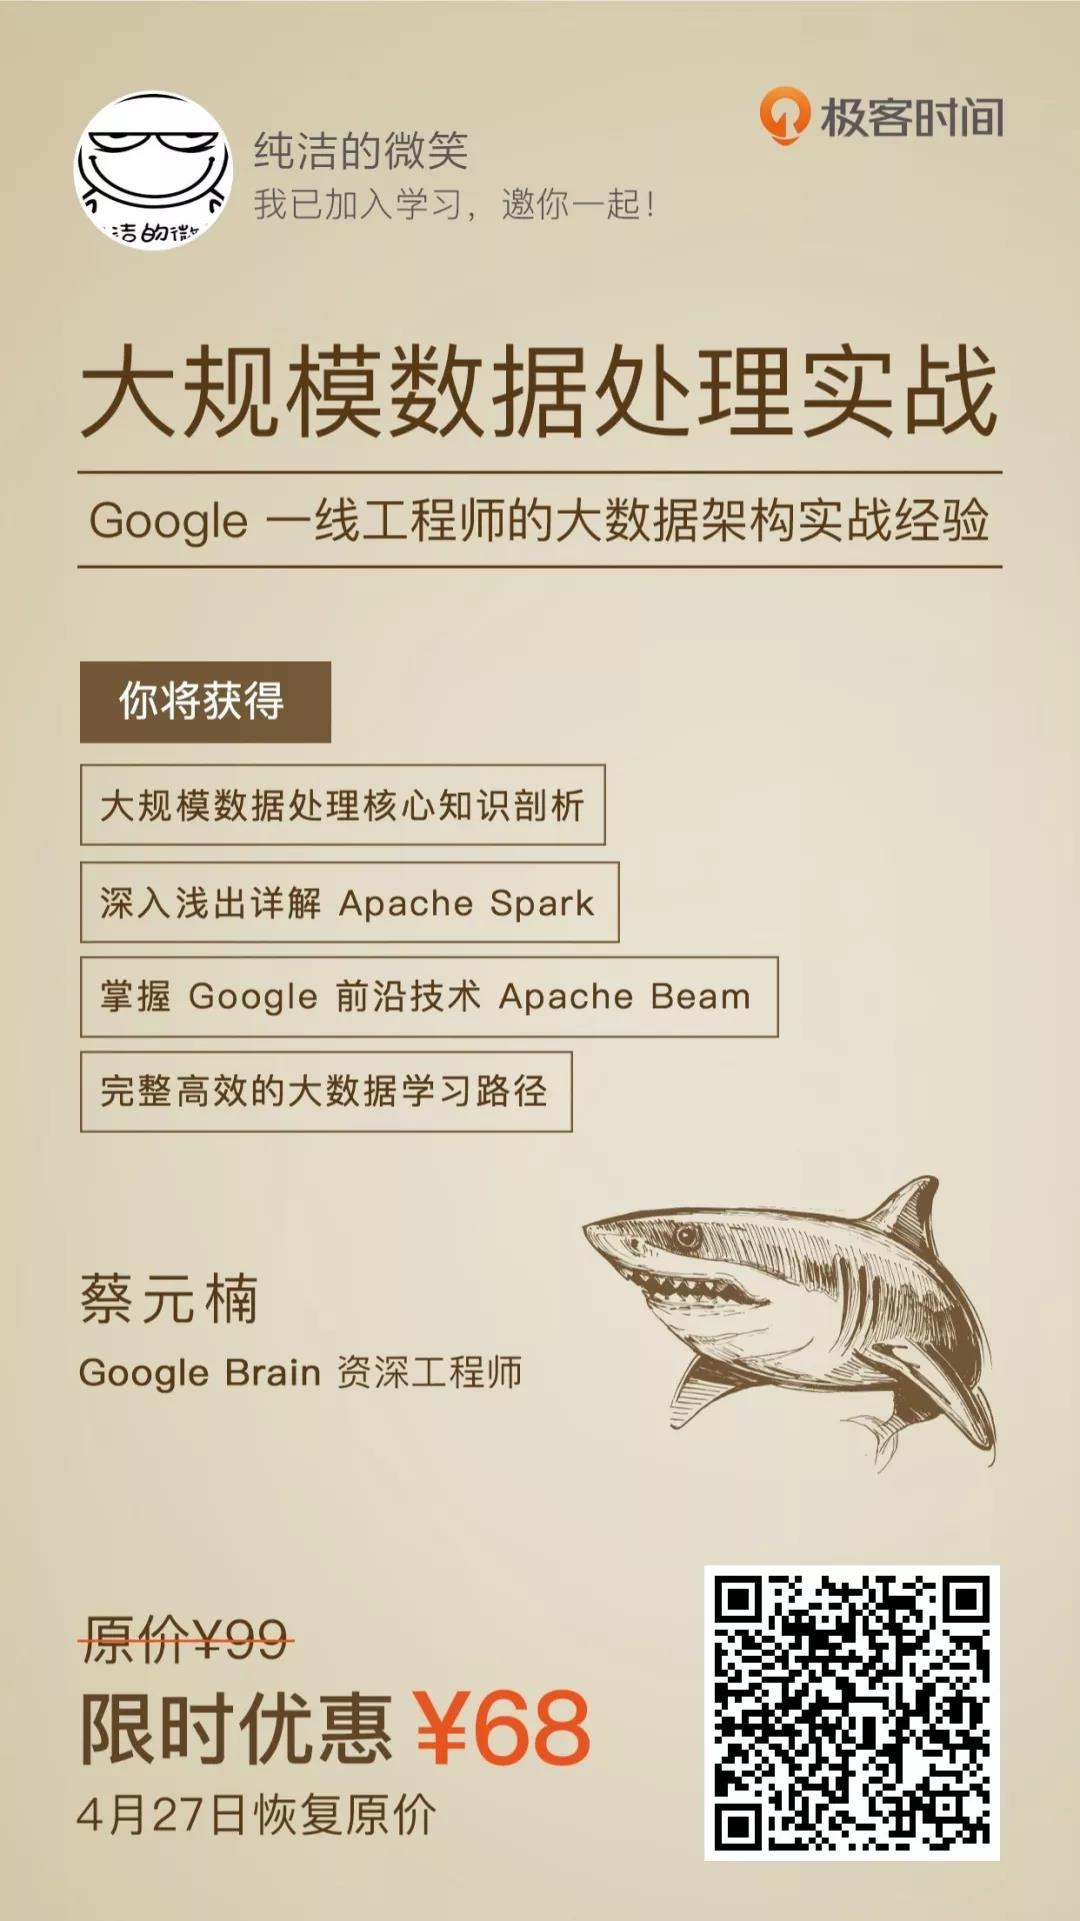 极客时间
纯洁的微笑
我已加入学习，邀你一起！
洁的微
大规模数据处理实战
Google 一线工程师的大数据架构实战经验
你将获得
大规模数据处理核心知识剖析
深入浅出详解 Apache Spark
掌握 Google 前沿技术 Apache Beam
完整高效的大数据学习路径
蔡元楠
Google Brain 资深工程师
原价¥99
限时优惠 ¥68
4月27日恢复原价